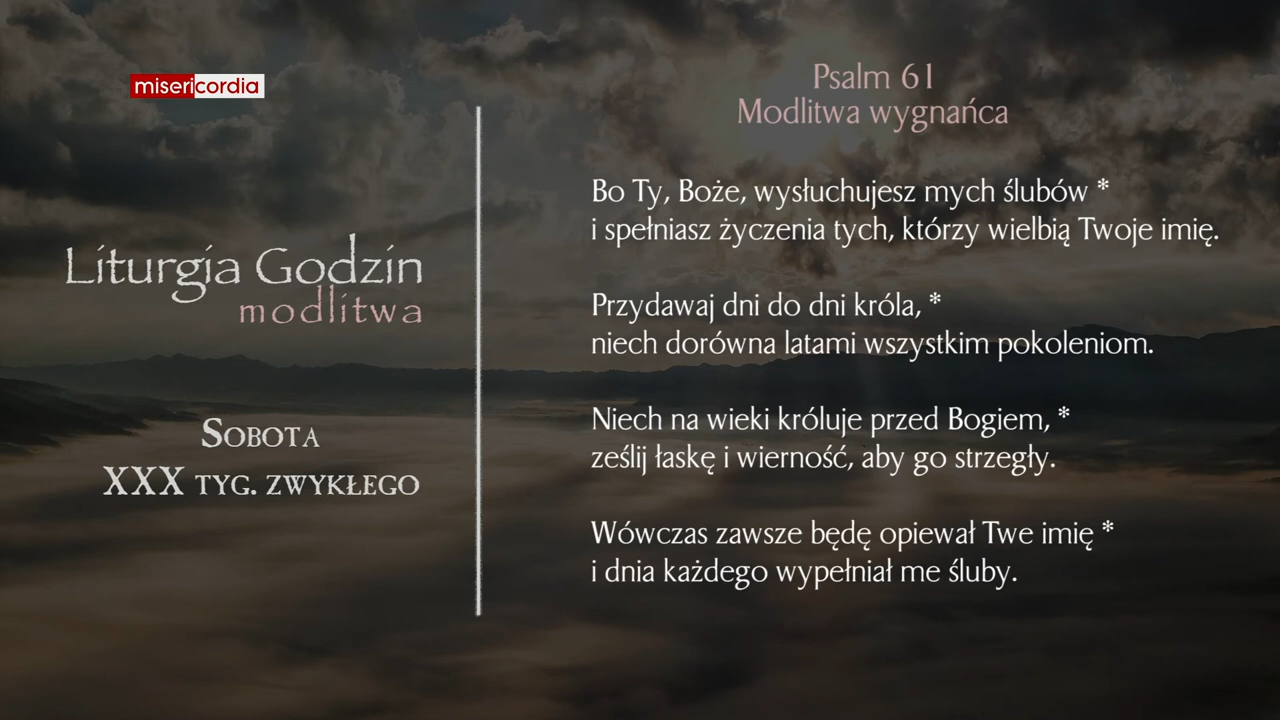 misericordia
Liturgia Godzin
modlitwa
Sobota
XXX tyg. zwykłego
Psalm 61
Modlitwa wygnańca
Bo Ty, Boże, wysłuchujesz mych ślubów *
i spełniasz życzenia tych, którzy wielbią Twoje imię.
Przydawaj dni do dni króla, *
niech dorówna latami wszystkim pokoleniom.
Niech na wieki króluje przed Bogiem, *
ześlij łaskę i wierność, aby go strzegły.
Wówczas zawsze będę opiewał Twe imię *
i dnia każdego wypełniał me śluby.